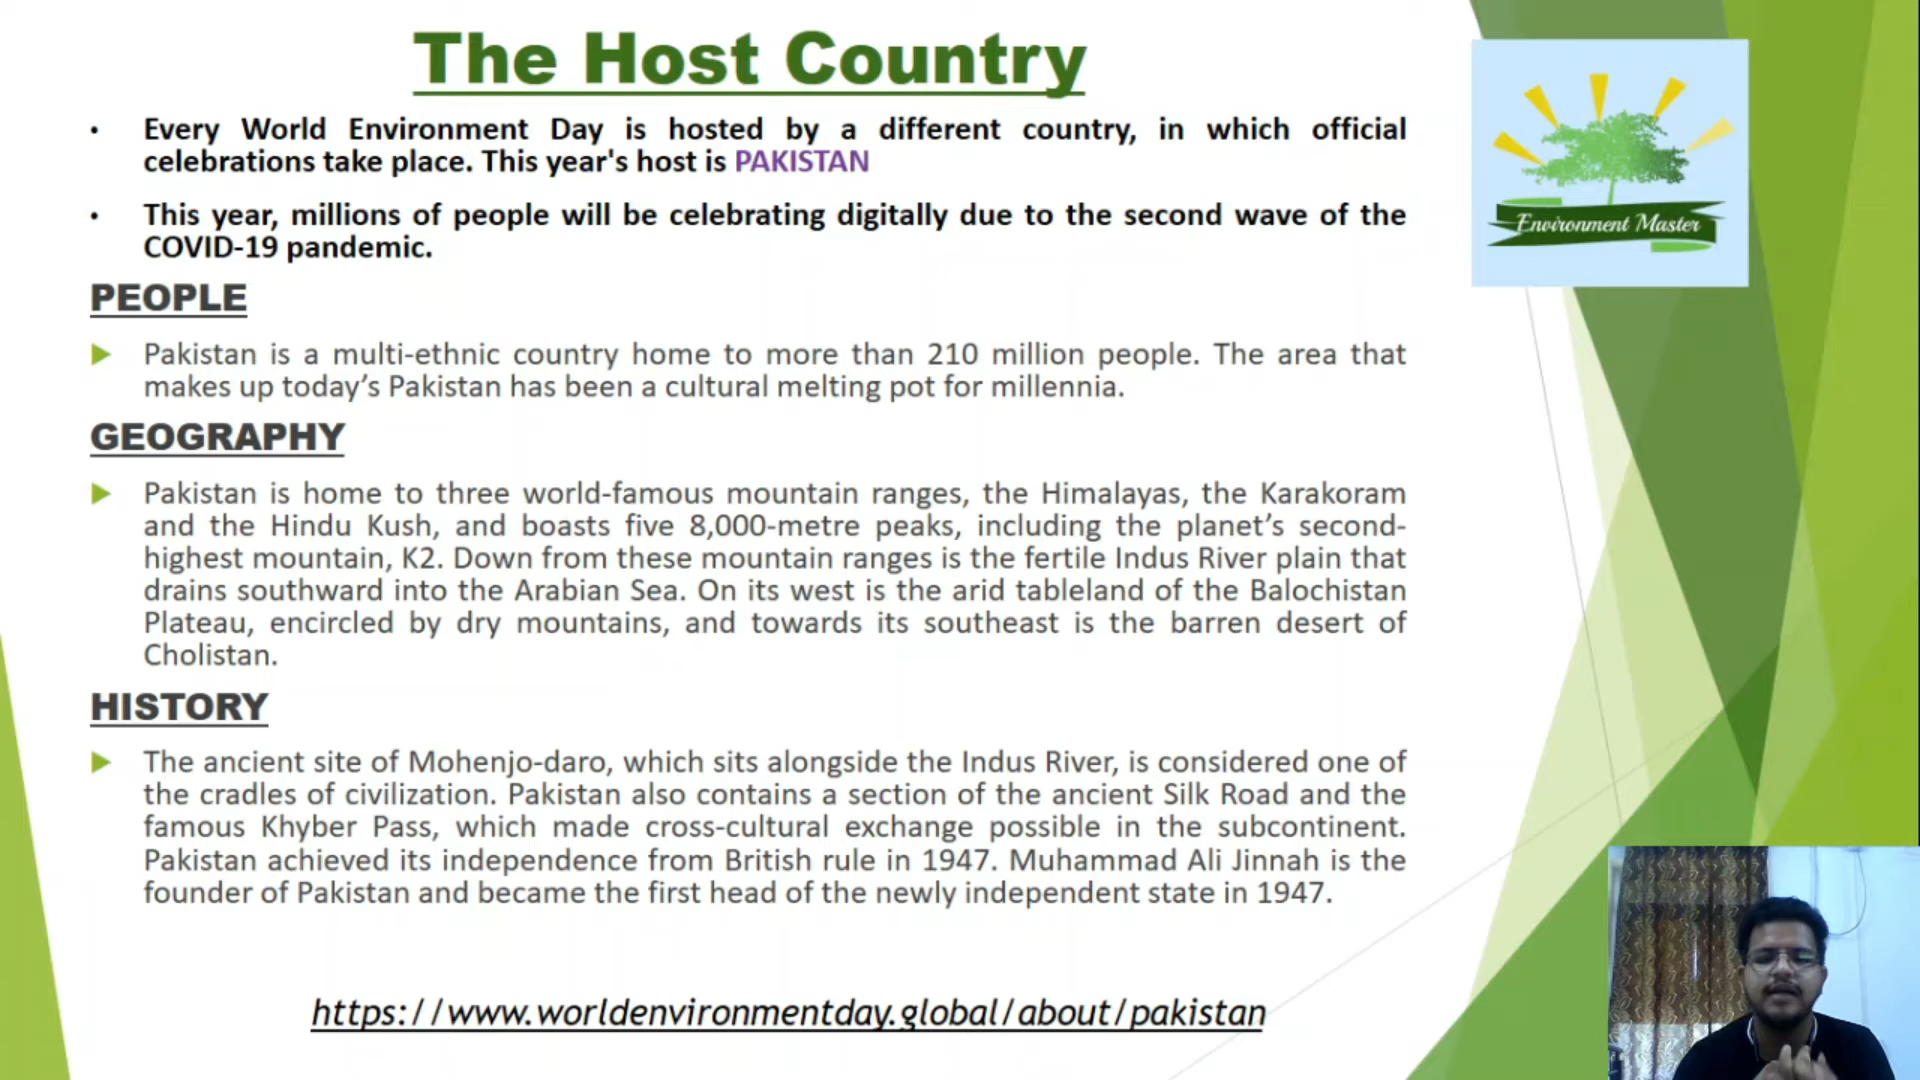 The Host Country
• Every World Environment Day is hosted by a different country, in which official
celebrations take place. This year's host is PAKISTAN
• This year, millions of people will be celebrating digitally due to the second wave of the
COVID-19 pandemic.
Environment Master
PEOPLE
Pakistan is a multi-ethnic country home to more than 210 million people. The area that
makes up today’s Pakistan has been a cultural melting pot for millennia.
GEOGRAPHY
Pakistan is home to three world-famous mountain ranges, the Himalayas, the Karakoram
and the Hindu Kush, and boasts five 8,000-metre peaks, including the planet’s second-
highest mountain, K2. Down from these mountain ranges is the fertile Indus River plain that
drains southward into the Arabian Sea. On its west is the arid tableland of the Balochistan
Plateau, encircled by dry mountains, and towards its southeast is the barren desert of
Cholistan.
HISTORY
The ancient site of Mohenjo-daro, which sits alongside the Indus River, is considered one of
the cradles of civilization. Pakistan also contains a section of the ancient Silk Road and the
famous Khyber Pass, which made cross-cultural exchange possible in the subcontinent.
Pakistan achieved its independence from British rule in 1947. Muhammad Ali Jinnah is the
founder of Pakistan and became the first head of the newly independent state in 1947.
https://www.worldenvironmentday.global/about/pakistan